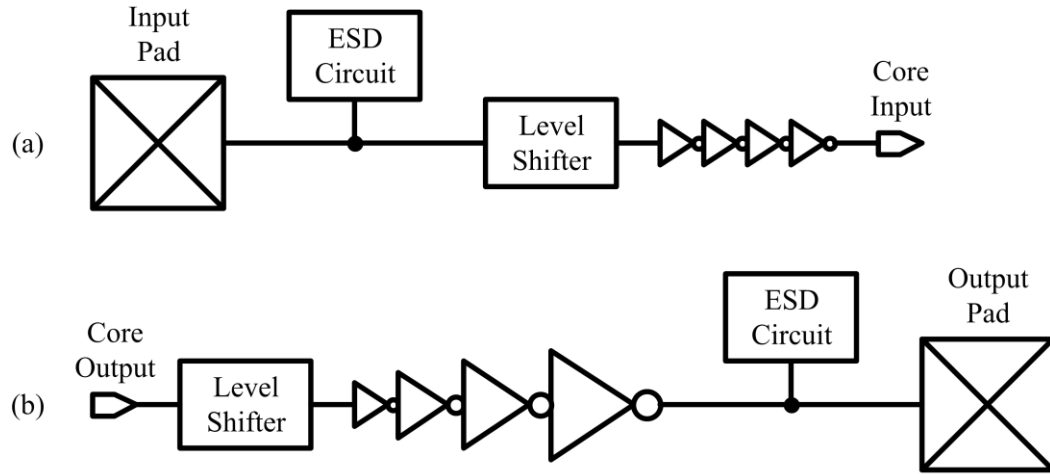 Input
Pad
ESD
Circuit
Core
Input
(a)
Level
Shifter
Output
Pad
ESD
Circuit
Core
Output
(b)
Level
Shifter